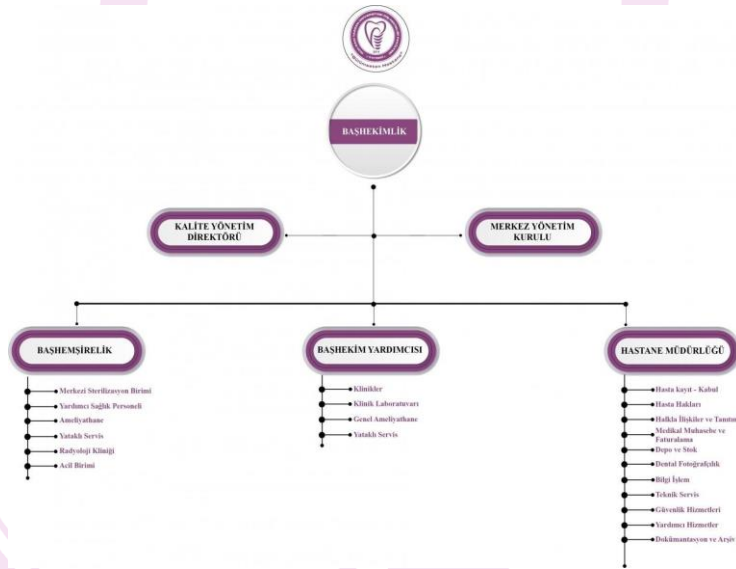 BAŞHEKİMLİK
KALİTE YÖNETİM
DİREKTÖRÜ
MERKEZ YÖNETİM
KURULU
BAŞHEMŞİRELİK
Merkezi Sterilizasyon Birimi
Yardımcı Sağlık Personeli
Ameliyathane
Yataklı Servis
Radyoloji Kliniği
Acil Birimi
BAŞHEKİM YARDIMCISI
Klinikler
Klinik Laboratuvarı
Genel Ameliyathane
Yataklı Servis
HASTANE MÜDÜRLÜĞÜ
Hasta kayıt - Kabul
Hasta Hakları
Halkla İlişkiler ve Tanıtım
Medikal Muhasebe ve
Faturalama
Depo ve Stok
Dental Fotoğrafçılık
Bilgi İşlem
Teknik Servis
Güvenlik Hizmetleri
Yardımcı Hizmetler
Dokümantasyon ve Arşiv